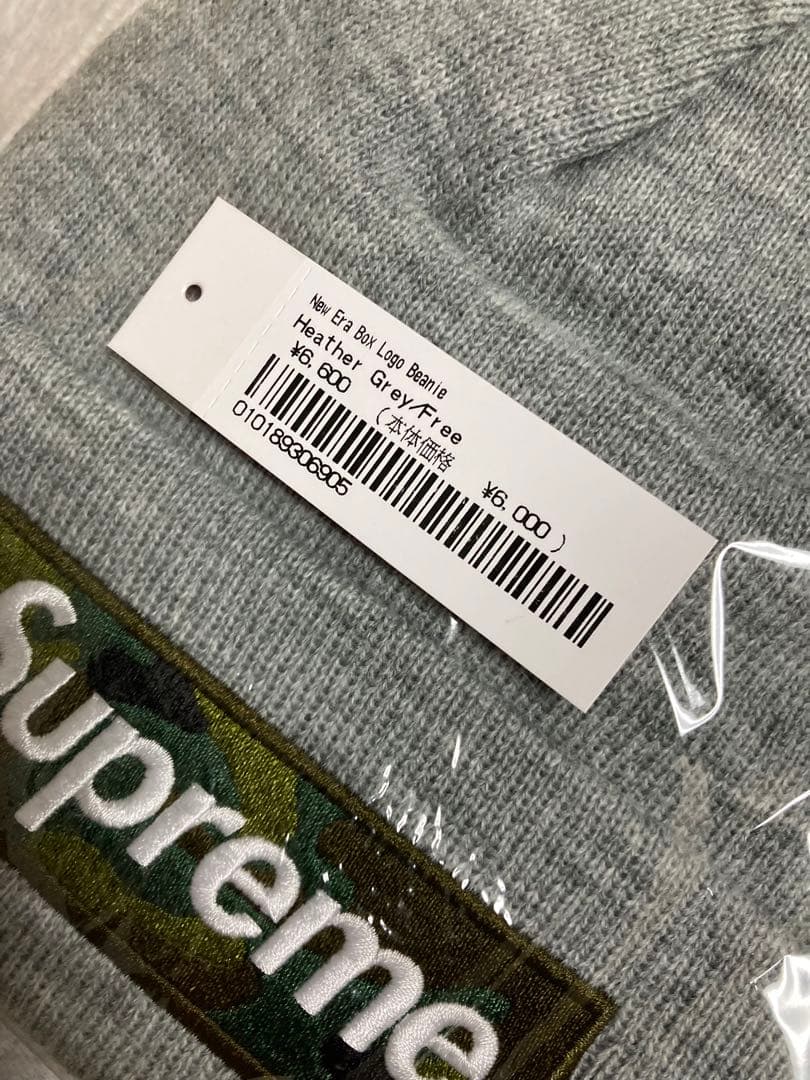 New Era Box Logo Beanie
Heather Grey/Free
¥6,600 (本体価格 ¥6,000)
010189306905
Supreme